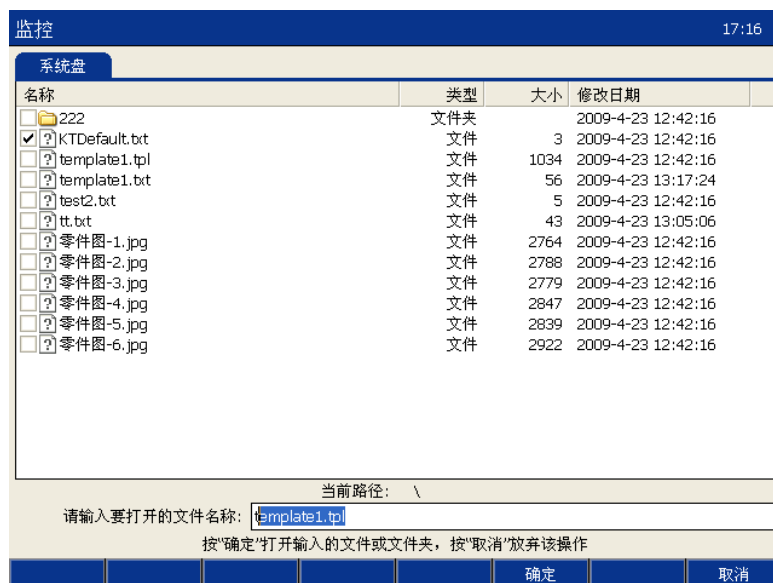 监控 17:16
系统盘
名称 类型 大小 修改日期
222 文件夹 2009-4-23 12:42:16
KTDefault.txt 文件 3 2009-4-23 12:42:16
template1.tpl 文件 1034 2009-4-23 12:42:16
template1.txt 文件 56 2009-4-23 13:17:24
test2.txt 文件 5 2009-4-23 12:42:16
tt.txt 文件 43 2009-4-23 13:05:06
零件图-1.jpg 文件 2764 2009-4-23 12:42:16
零件图-2.jpg 文件 2788 2009-4-23 12:42:16
零件图-3.jpg 文件 2779 2009-4-23 12:42:16
零件图-4.jpg 文件 2847 2009-4-23 12:42:16
零件图-5.jpg 文件 2839 2009-4-23 12:42:16
零件图-6.jpg 文件 2922 2009-4-23 12:42:16
当前路径: \
请输入要打开的文件名称: template1.tpl
按"确定"打开输入的文件或文件夹，按"取消"放弃该操作
确定 取消